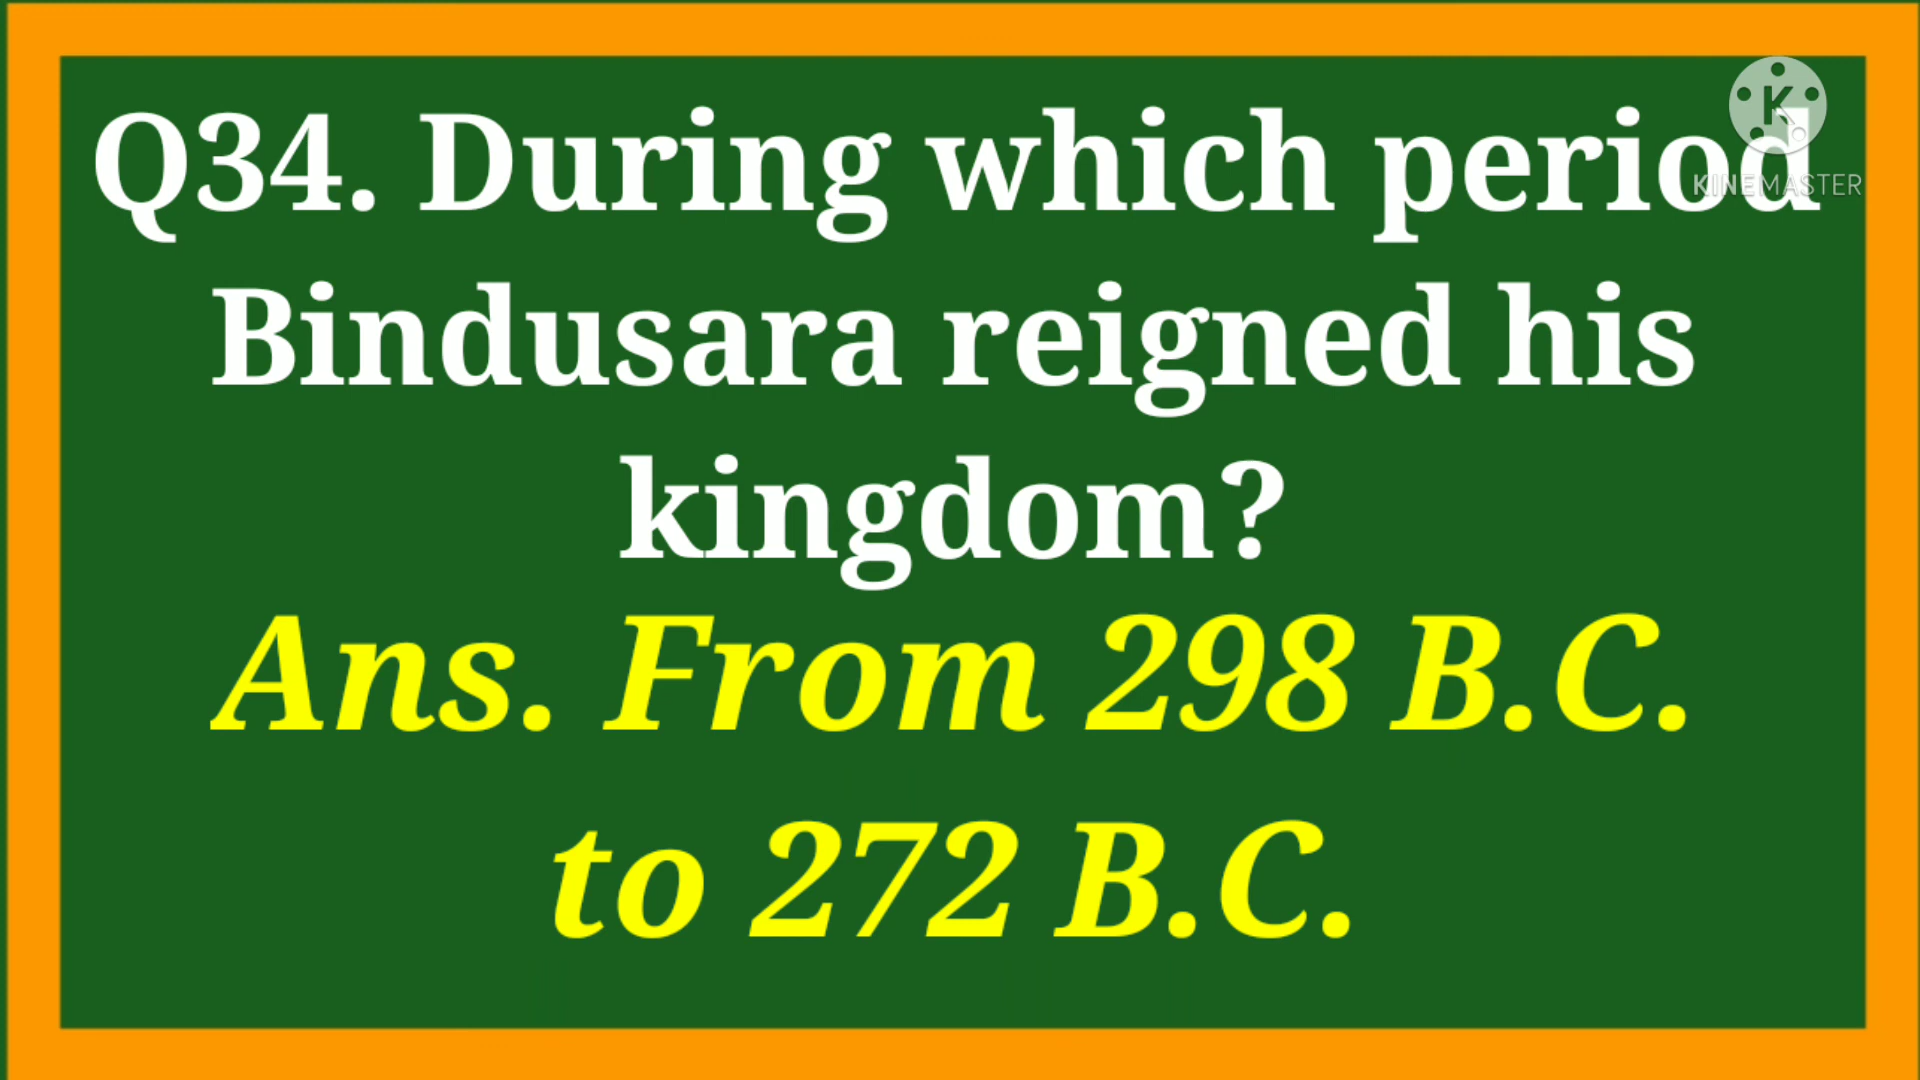 Q34. During which period
Bindusara reigned his
kingdom?
Ans. From 298 B.C.
to 272 B.C.
K
KINEMASTER